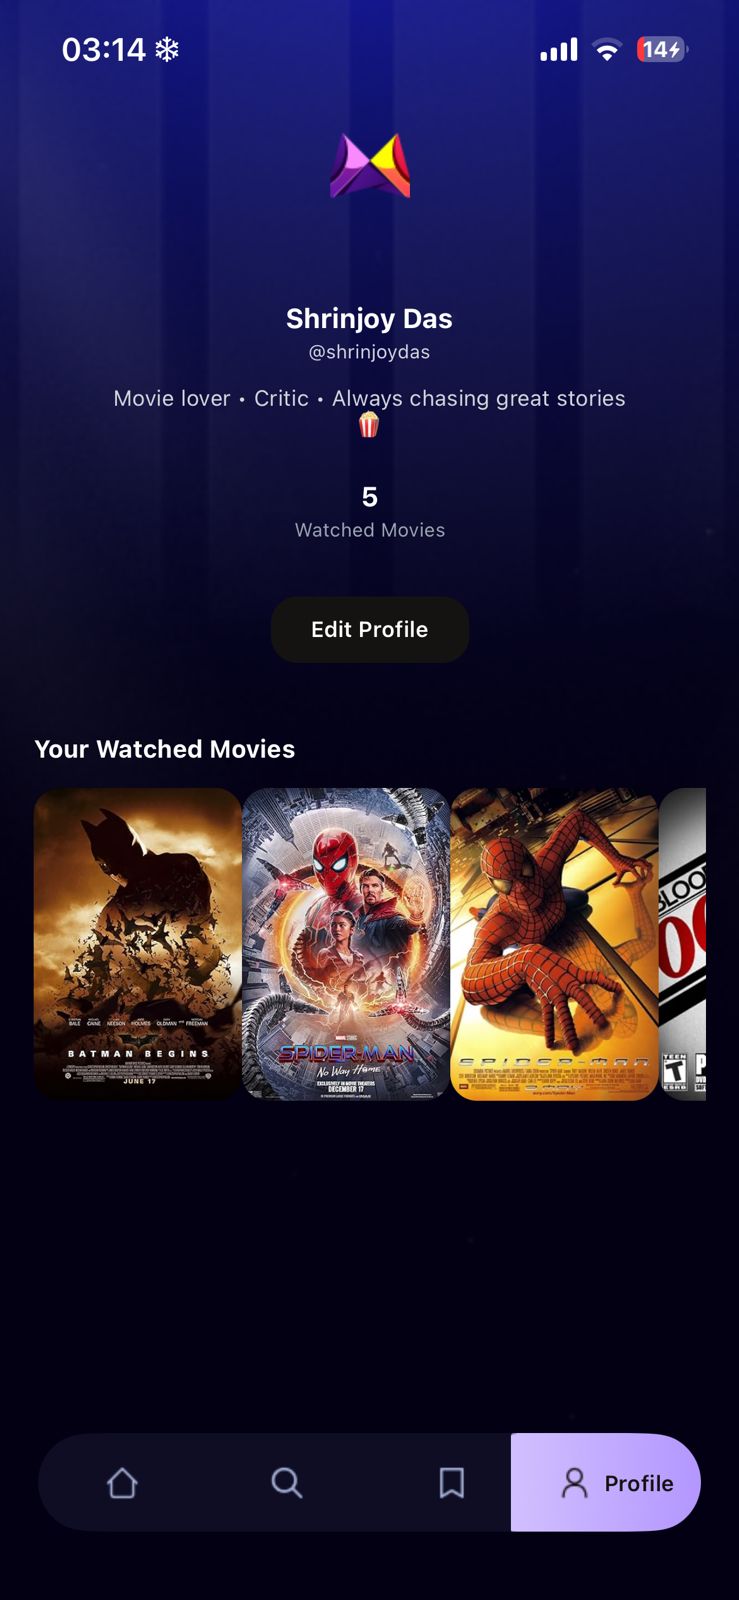 03:14
14
Shrinjoy Das
@shrinjoydas
Movie lover • Critic • Always chasing great stories
🍿
5
Watched Movies
Edit Profile
Your Watched Movies
BALE CAINE NEESON HOLMES OLDMAN AND FREEMAN
BATMAN BEGINS
JUNE 17
SPIDER-MAN
No Way Home
EXCLUSIVELY IN MOVIE THEATERS
DECEMBER 17
SPIDER-MAN
BLOO
TEEN
T
ESRB
Profile